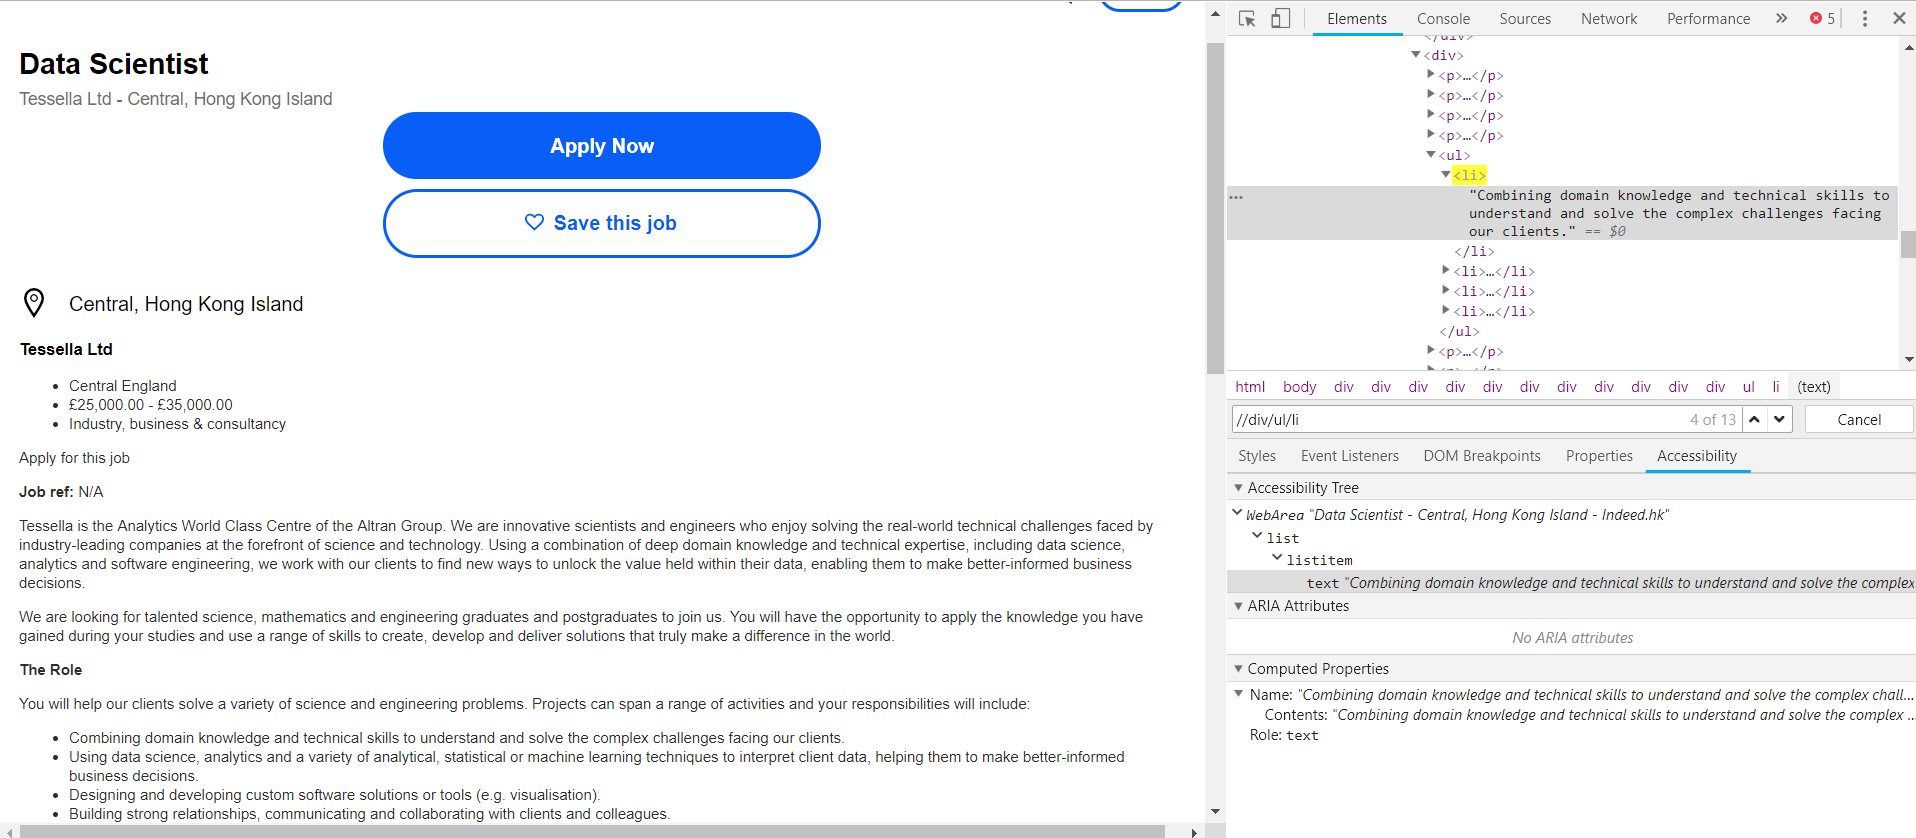 Data Scientist
Tessella Ltd - Central, Hong Kong Island
Apply Now
Save this job
Central, Hong Kong Island
Tessella Ltd
Central England
£25,000.00 - £35,000.00
Industry, business & consultancy
Apply for this job
Job ref: N/A
Tessella is the Analytics World Class Centre of the Altran Group. We are innovative scientists and engineers who enjoy solving the real-world technical challenges faced by
industry-leading companies at the forefront of science and technology. Using a combination of deep domain knowledge and technical expertise, including data science,
analytics and software engineering, we work with our clients to find new ways to unlock the value held within their data, enabling them to make better-informed business
decisions.
We are looking for talented science, mathematics and engineering graduates and postgraduates to join us. You will have the opportunity to apply the knowledge you have
gained during your studies and use a range of skills to create, develop and deliver solutions that truly make a difference in the world.
The Role
You will help our clients solve a variety of science and engineering problems. Projects can span a range of activities and your responsibilities will include:
Combining domain knowledge and technical skills to understand and solve the complex challenges facing our clients.
Using data science, analytics and a variety of analytical, statistical or machine learning techniques to interpret client data, helping them to make better-informed
business decisions.
Designing and developing custom software solutions or tools (e.g. visualisation).
Building strong relationships, communicating and collaborating with clients and colleagues.
Elements Console Sources Network Performance » 5
</div>
<div>
<p>…</p>
<p>…</p>
<p>…</p>
<p>…</p>
<ul>
<li>
"Combining domain knowledge and technical skills to
understand and solve the complex challenges facing
our clients." == $0
</li>
<li>…</li>
<li>…</li>
<li>…</li>
</ul>
<p>…</p>
html body div div div div div div div div div div div ul li (text)
//div/ul/li 4 of 13 Cancel
Styles Event Listeners DOM Breakpoints Properties Accessibility
Accessibility Tree
WebArea "Data Scientist - Central, Hong Kong Island - Indeed.hk"
list
listitem
text "Combining domain knowledge and technical skills to understand and solve the complex
ARIA Attributes
No ARIA attributes
Computed Properties
Name: "Combining domain knowledge and technical skills to understand and solve the complex chall...
Contents: "Combining domain knowledge and technical skills to understand and solve the complex ...
Role: text